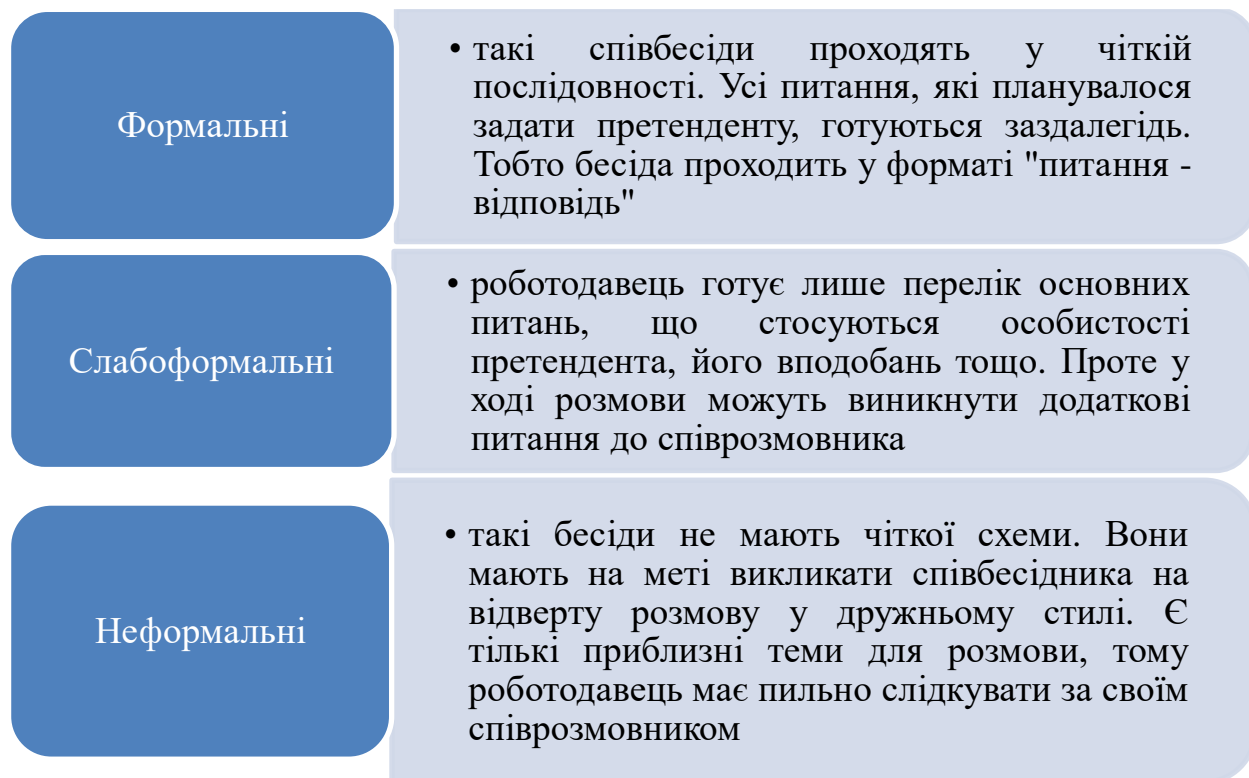 Формальні
• такі співбесіди проходять у чіткій
послідовності. Усі питання, які планувалося
задати претенденту, готуються заздалегідь.
Тобто бесіда проходить у форматі "питання -
відповідь"
Слабоформальні
• роботодавець готує лише перелік основних
питань, що стосуються особистості
претендента, його вподобань тощо. Проте у
ході розмови можуть виникнути додаткові
питання до співрозмовника
Неформальні
• такі бесіди не мають чіткої схеми. Вони
мають на меті викликати співбесідника на
відверту розмову у дружньому стилі. Є
тільки приблизні теми для розмови, тому
роботодавець має пильно слідкувати за своїм
співрозмовником